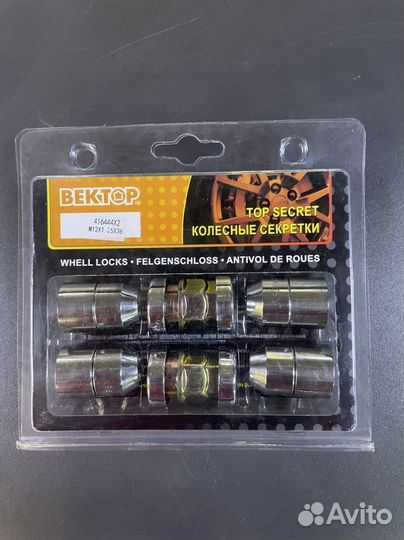 ВЕКТОР
416444X2
M12X1.25X36
TOP SECRET
КОЛЕСНЫЕ СЕКРЕТКИ
WHELL LOCKS • FELGENSCHLOSS • ANTIVOL DE ROUES
Avito